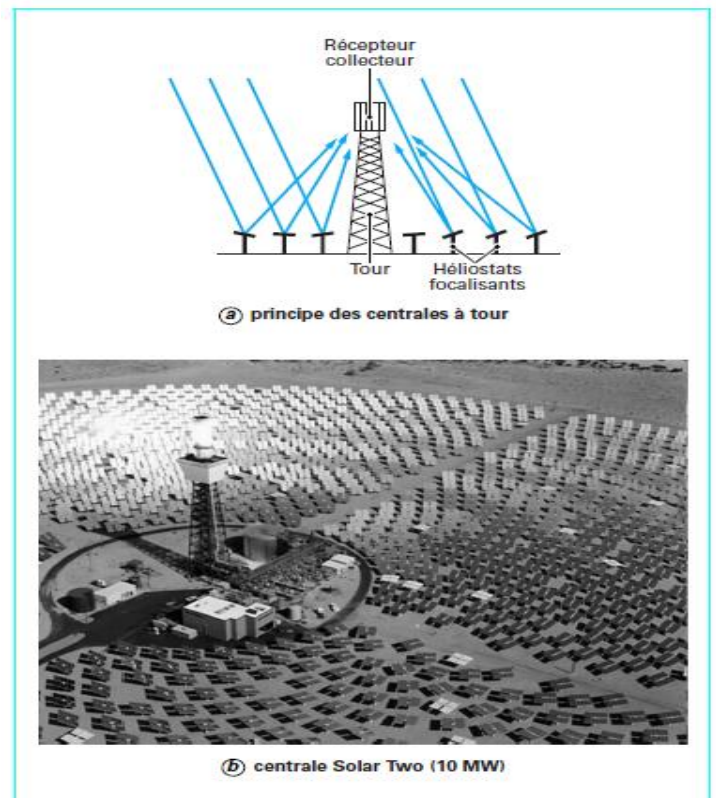 Récepteur
collecteur
Tour
Héliostats
focalisants
a principe des centrales à tour
b centrale Solar Two (10 MW)